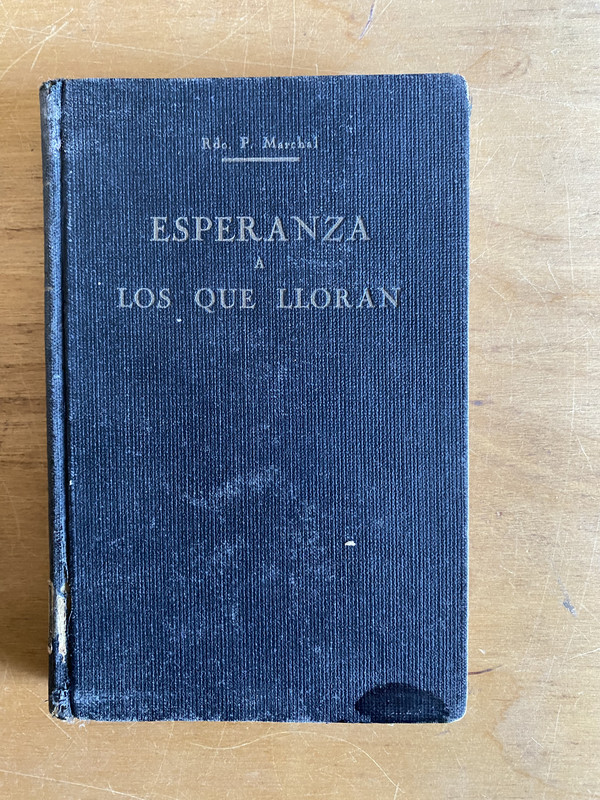 Rdo. P. Marchal
ESPERANZA
A
LOS QUE LLORAN